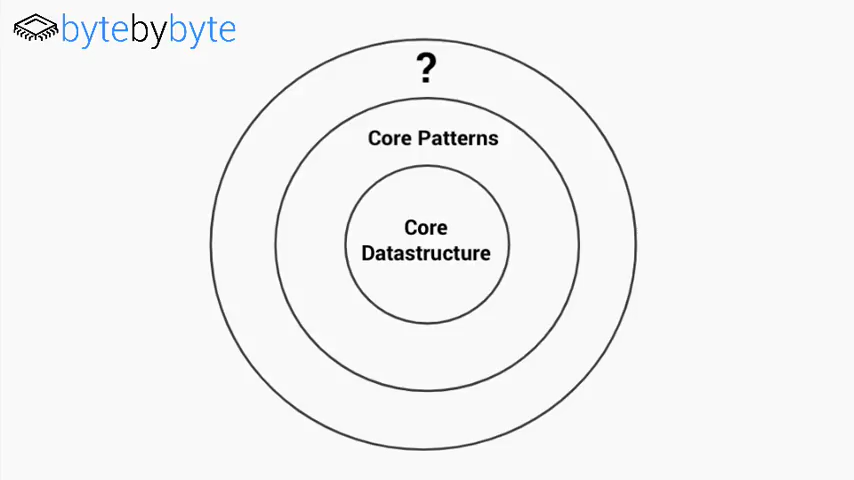 bytebybyte
?
Core Patterns
Core
Datastructure